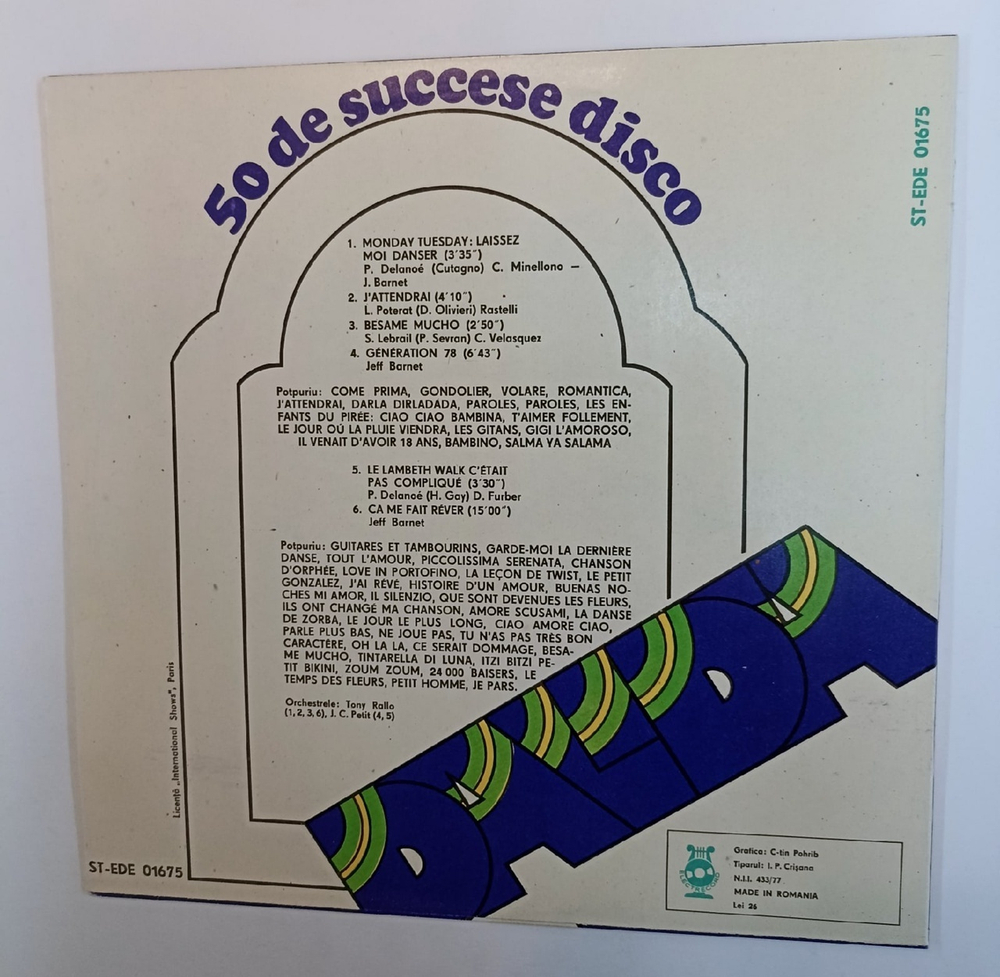 50 de succese disco
ST-EDE 01675
1. MONDAY TUESDAY: LAISSEZ
MOI DANSER (3′35″)
P. Delanoé (Cutagno) C. Minellono —
J. Barnet
2. J'ATTENDRAI (4′10″)
L. Poterat (D. Olivieri) Rastelli
3. BESAME MUCHO (2′50″)
S. Lebrail (P. Sevran) C. Velasquez
4. GÉNÉRATION 78 (6′43″)
Jeff Barnet
Potpuriu: COME PRIMA, GONDOLIER, VOLARE, ROMANTICA,
J'ATTENDRAI, DARLA DIRLADADA, PAROLES, PAROLES, LES EN-
FANTS DU PIRÉE: CIAO CIAO BAMBINA, T'AIMER FOLLEMENT,
LE JOUR OÙ LA PLUIE VIENDRA, LES GITANS, GIGI L'AMOROSO,
IL VENAIT D'AVOIR 18 ANS, BAMBINO, SALMA YA SALAMA
5. LE LAMBETH WALK C'ÉTAIT
PAS COMPLIQUÉ (3′30″)
P. Delanoé (H. Gay) D. Furber
6. CA ME FAIT RÊVER (15′00″)
Jeff Barnet
Potpuriu: GUITARES ET TAMBOURINS, GARDE-MOI LA DERNIÈRE
DANSE, TOUT L'AMOUR, PICCOLISSIMA SERENATA, CHANSON
D'ORPHÉE, LOVE IN PORTOFINO, LA LEÇON DE TWIST, LE PETIT
GONZALEZ, J'AI RÊVÉ, HISTOIRE D'UN AMOUR, BUENAS NO-
CHES MI AMOR, IL SILENZIO, QUE SONT DEVENUES LES FLEURS,
ILS ONT CHANGÉ MA CHANSON, AMORE SCUSAMI, LA DANSE
DE ZORBA, LE JOUR LE PLUS LONG, CIAO AMORE CIAO,
PARLE PLUS BAS, NE JOUE PAS, TU N'AS PAS TRÈS BON
CARACTÈRE, OH LA LA, CE SERAIT DOMMAGE, BESA-
ME MUCHO, TINTARELLA DI LUNA, ITZI BITZI PE-
TIT BIKINI, ZOUM ZOUM, 24 000 BAISERS, LE
TEMPS DES FLEURS, PETIT HOMME, JE PARS.
Orchestrele: Tony Rallo
(1, 2, 3, 6), J. C. Petit (4, 5)
Licență „International Shows", Paris
DALIDA
ST-EDE 01675
ELECTRECORD
Grafica: C-tin Pohrib
Tiparul: I. P. Crișana
N.I.I. 433/77
MADE IN ROMANIA
Lei 26